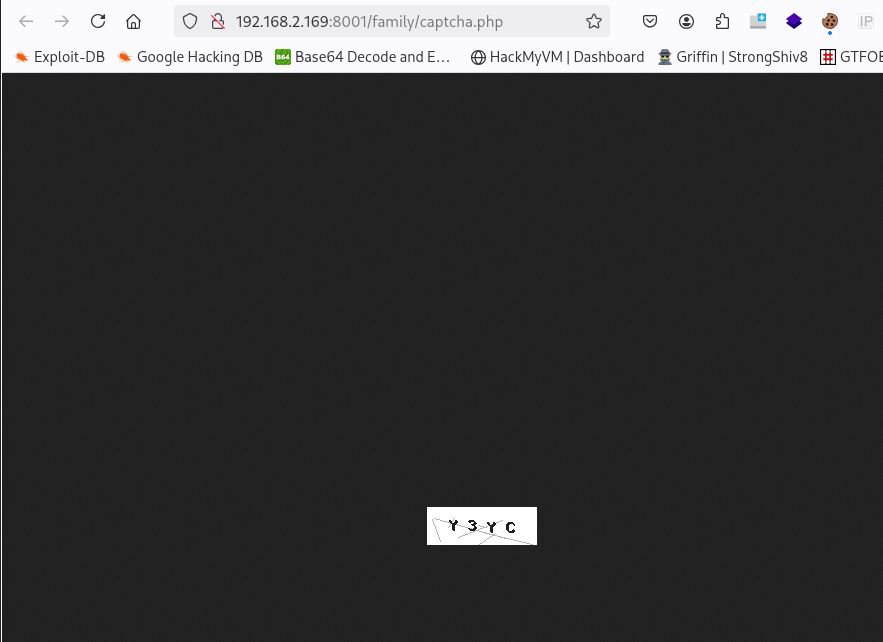 192.168.2.169:8001/family/captcha.php
IP
Exploit-DB Google Hacking DB B64 Base64 Decode and E… HackMyVM | Dashboard Griffin | StrongShiv8 GTFOB
Y3YC